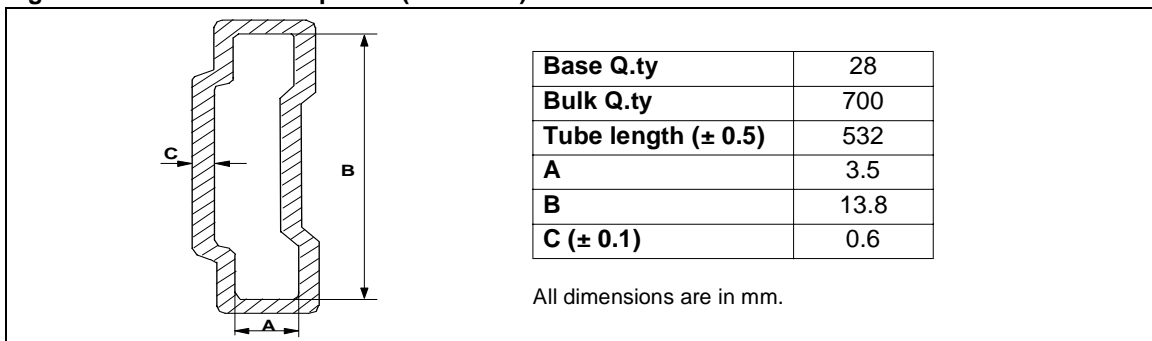 C
B
A
Base Q.ty 28
Bulk Q.ty 700
Tube length (± 0.5) 532
A 3.5
B 13.8
C (± 0.1) 0.6
All dimensions are in mm.